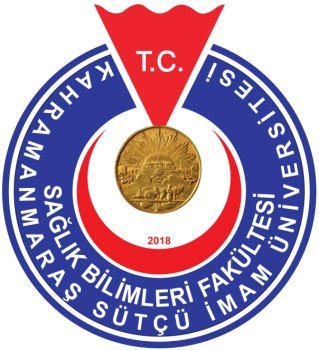 T.C.
KAHRAMANMARAŞ SÜTÇÜ İMAM ÜNİVERSİTESİ
SAĞLIK BİLİMLERİ FAKÜLTESİ
2018